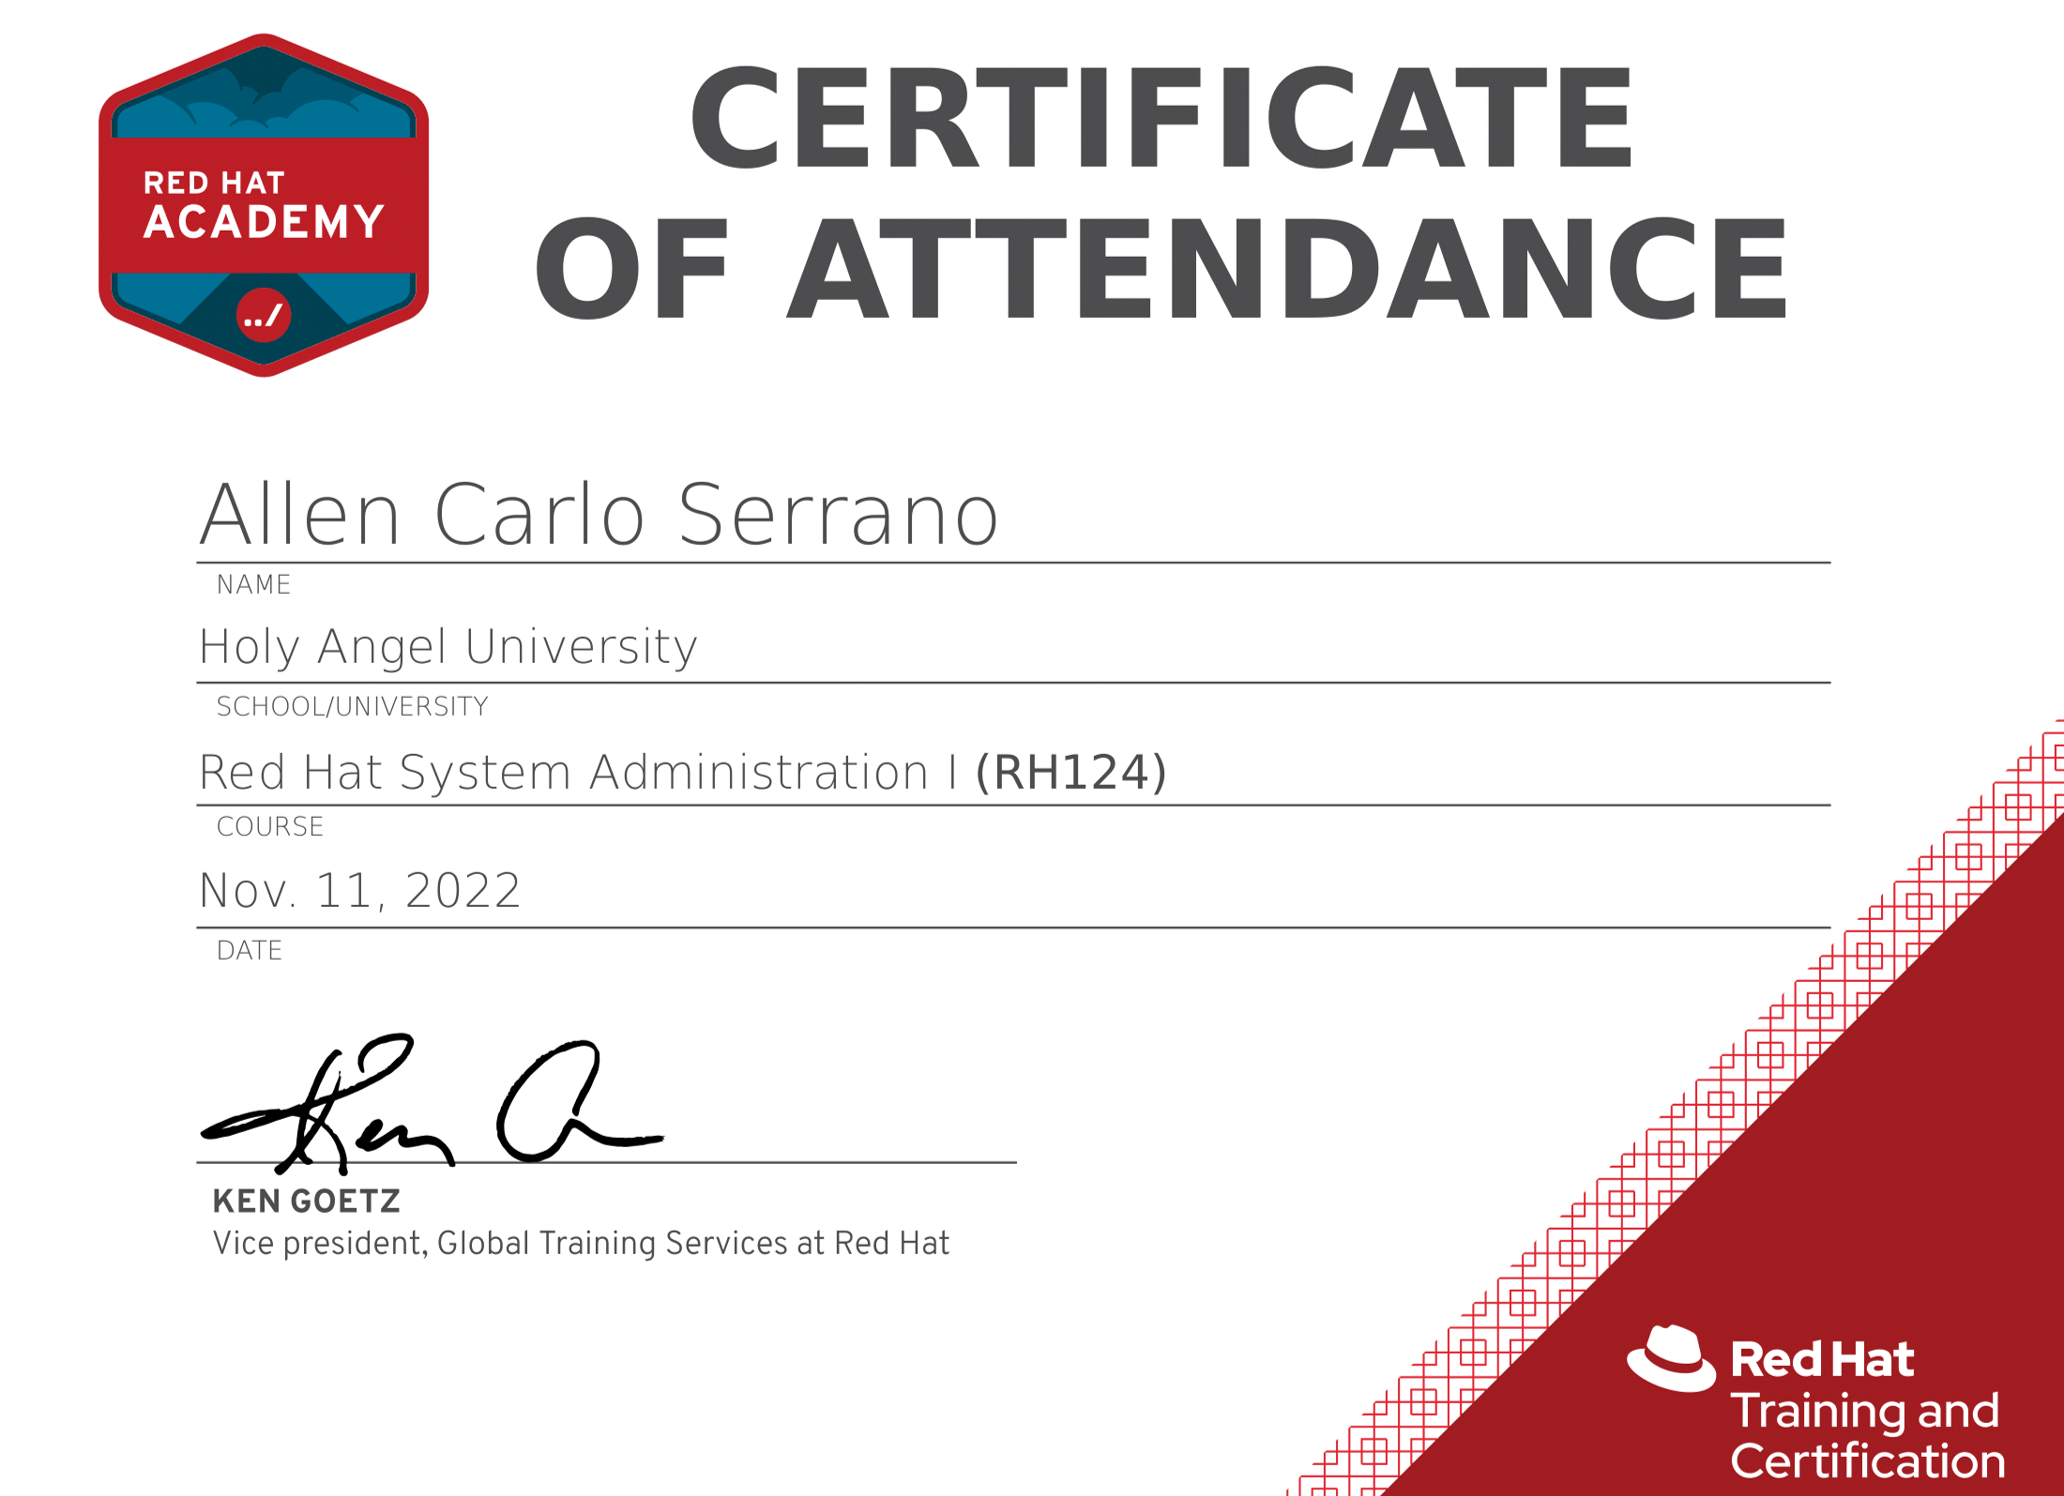 RED HAT
ACADEMY
../
CERTIFICATE
OF ATTENDANCE
Allen Carlo Serrano
NAME
Holy Angel University
SCHOOL/UNIVERSITY
Red Hat System Administration I (RH124)
COURSE
Nov. 11, 2022
DATE
KEN GOETZ
Vice president, Global Training Services at Red Hat
Red Hat
Training and
Certification